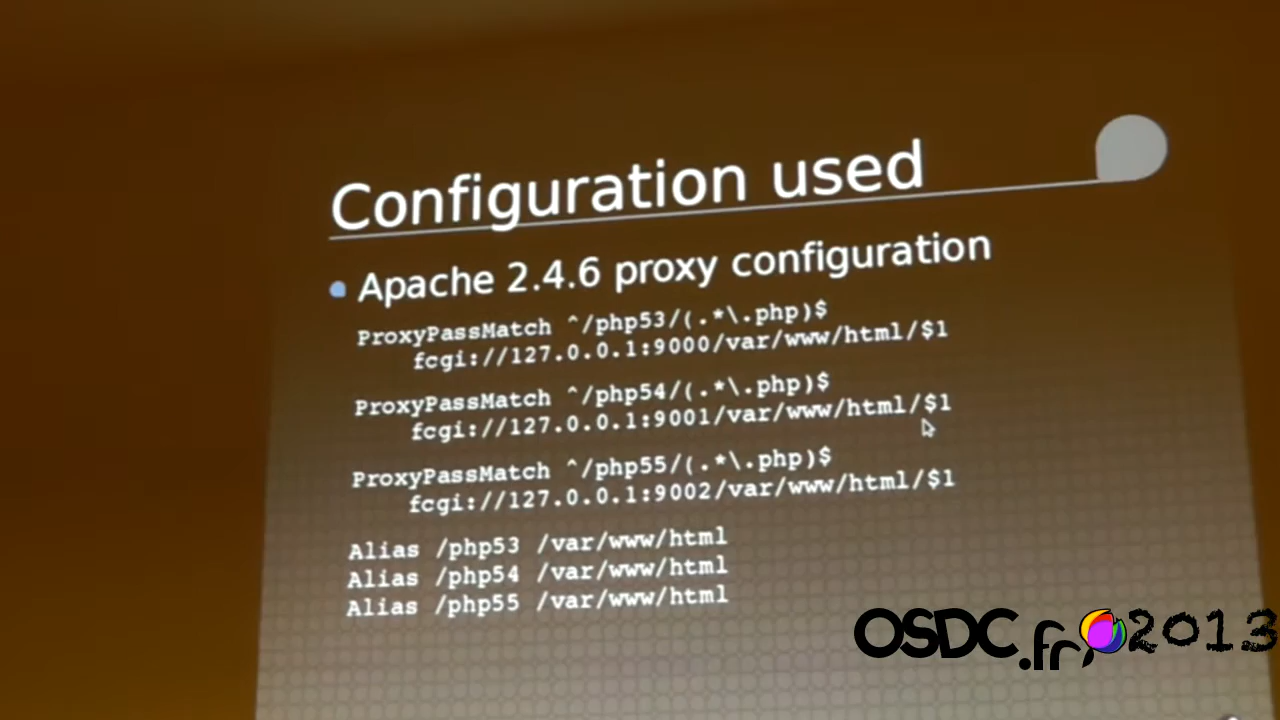 Configuration used
Apache 2.4.6 proxy configuration
ProxyPassMatch ^/php53/(.*\.php)$
fcgi://127.0.0.1:9000/var/www/html/$1
ProxyPassMatch ^/php54/(.*\.php)$
fcgi://127.0.0.1:9001/var/www/html/$1
ProxyPassMatch ^/php55/(.*\.php)$
fcgi://127.0.0.1:9002/var/www/html/$1
Alias /php53 /var/www/html
Alias /php54 /var/www/html
Alias /php55 /var/www/html
OSDC.fr 2013